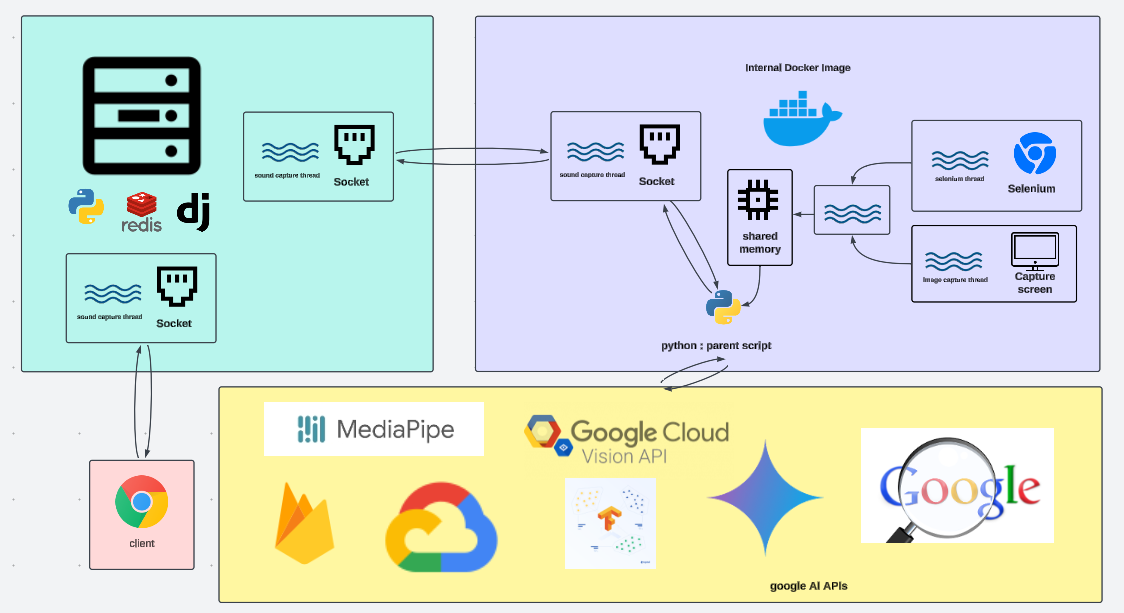 Internal Docker Image
sound capture thread
Socket
redis
dj
sound capture thread
Socket
sound capture thread
Socket
shared
memory
selenium thread
Selenium
Image capture thread
Capture
screen
python : parent script
client
MediaPipe
Google Cloud
Vision API
Google
google AI APIs